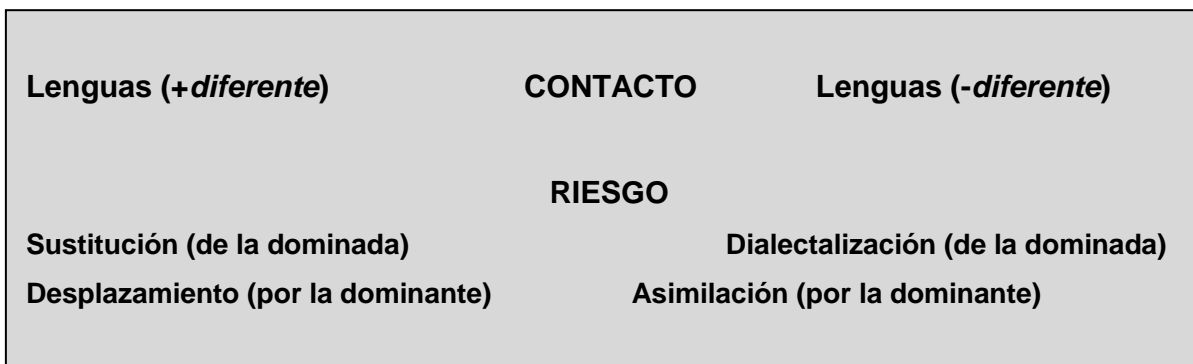 Lenguas (+diferente) CONTACTO Lenguas (-diferente)
RIESGO
Sustitución (de la dominada) Dialectalización (de la dominada)
Desplazamiento (por la dominante) Asimilación (por la dominante)